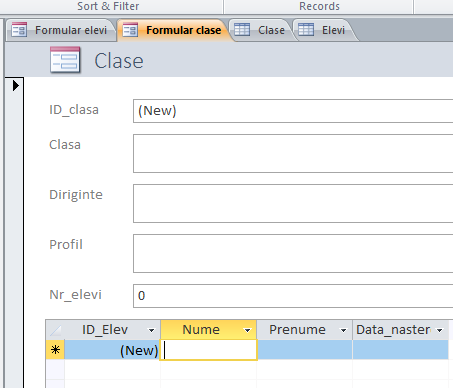 Sort & Filter Records
Formular elevi Formular clase Clase Elevi
Clase
ID_clasa (New)
Clasa
Diriginte
Profil
Nr_elevi 0
ID_Elev Nume Prenume Data_naster
(New)